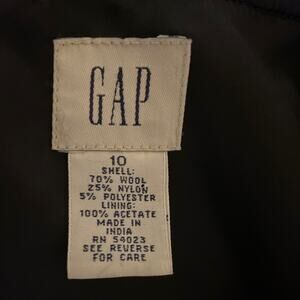 GAP
10
SHELL:
70% WOOL
25% NYLON
5% POLYESTER
LINING:
100% ACETATE
MADE IN
INDIA
RN 54023
SEE REVERSE
FOR CARE